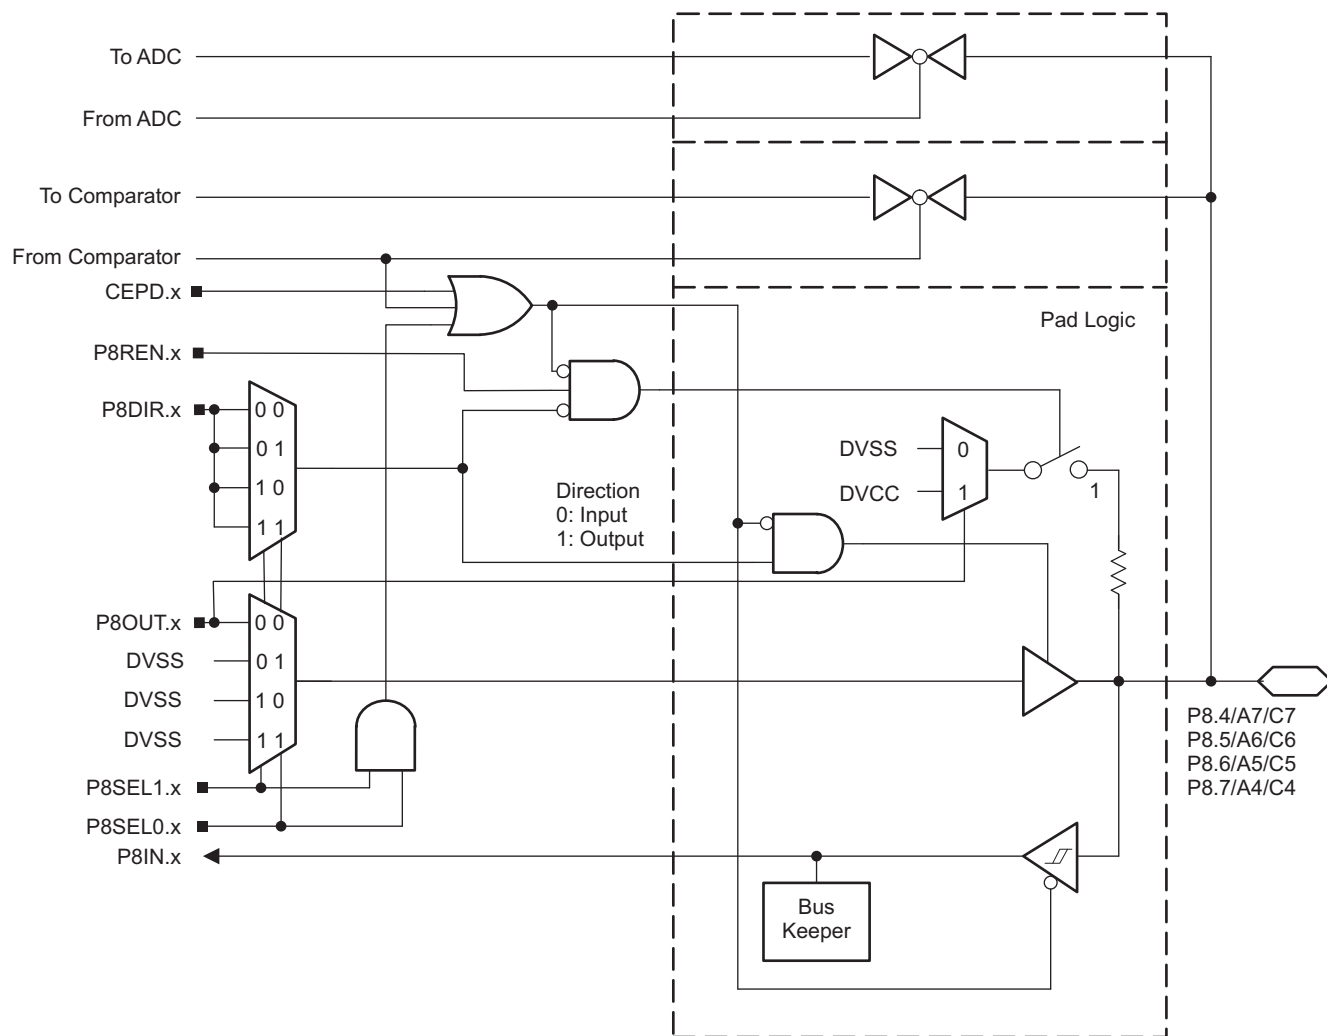 To ADC
From ADC
To Comparator
From Comparator
CEPD.x
Pad Logic
P8REN.x
P8DIR.x
0 0
0 1
1 0
1 1
Direction
0: Input
1: Output
DVSS
0
DVCC
1
1
P8OUT.x
0 0
DVSS
0 1
DVSS
1 0
DVSS
1 1
P8.4/A7/C7
P8.5/A6/C6
P8.6/A5/C5
P8.7/A4/C4
P8SEL1.x
P8SEL0.x
P8IN.x
Bus
Keeper